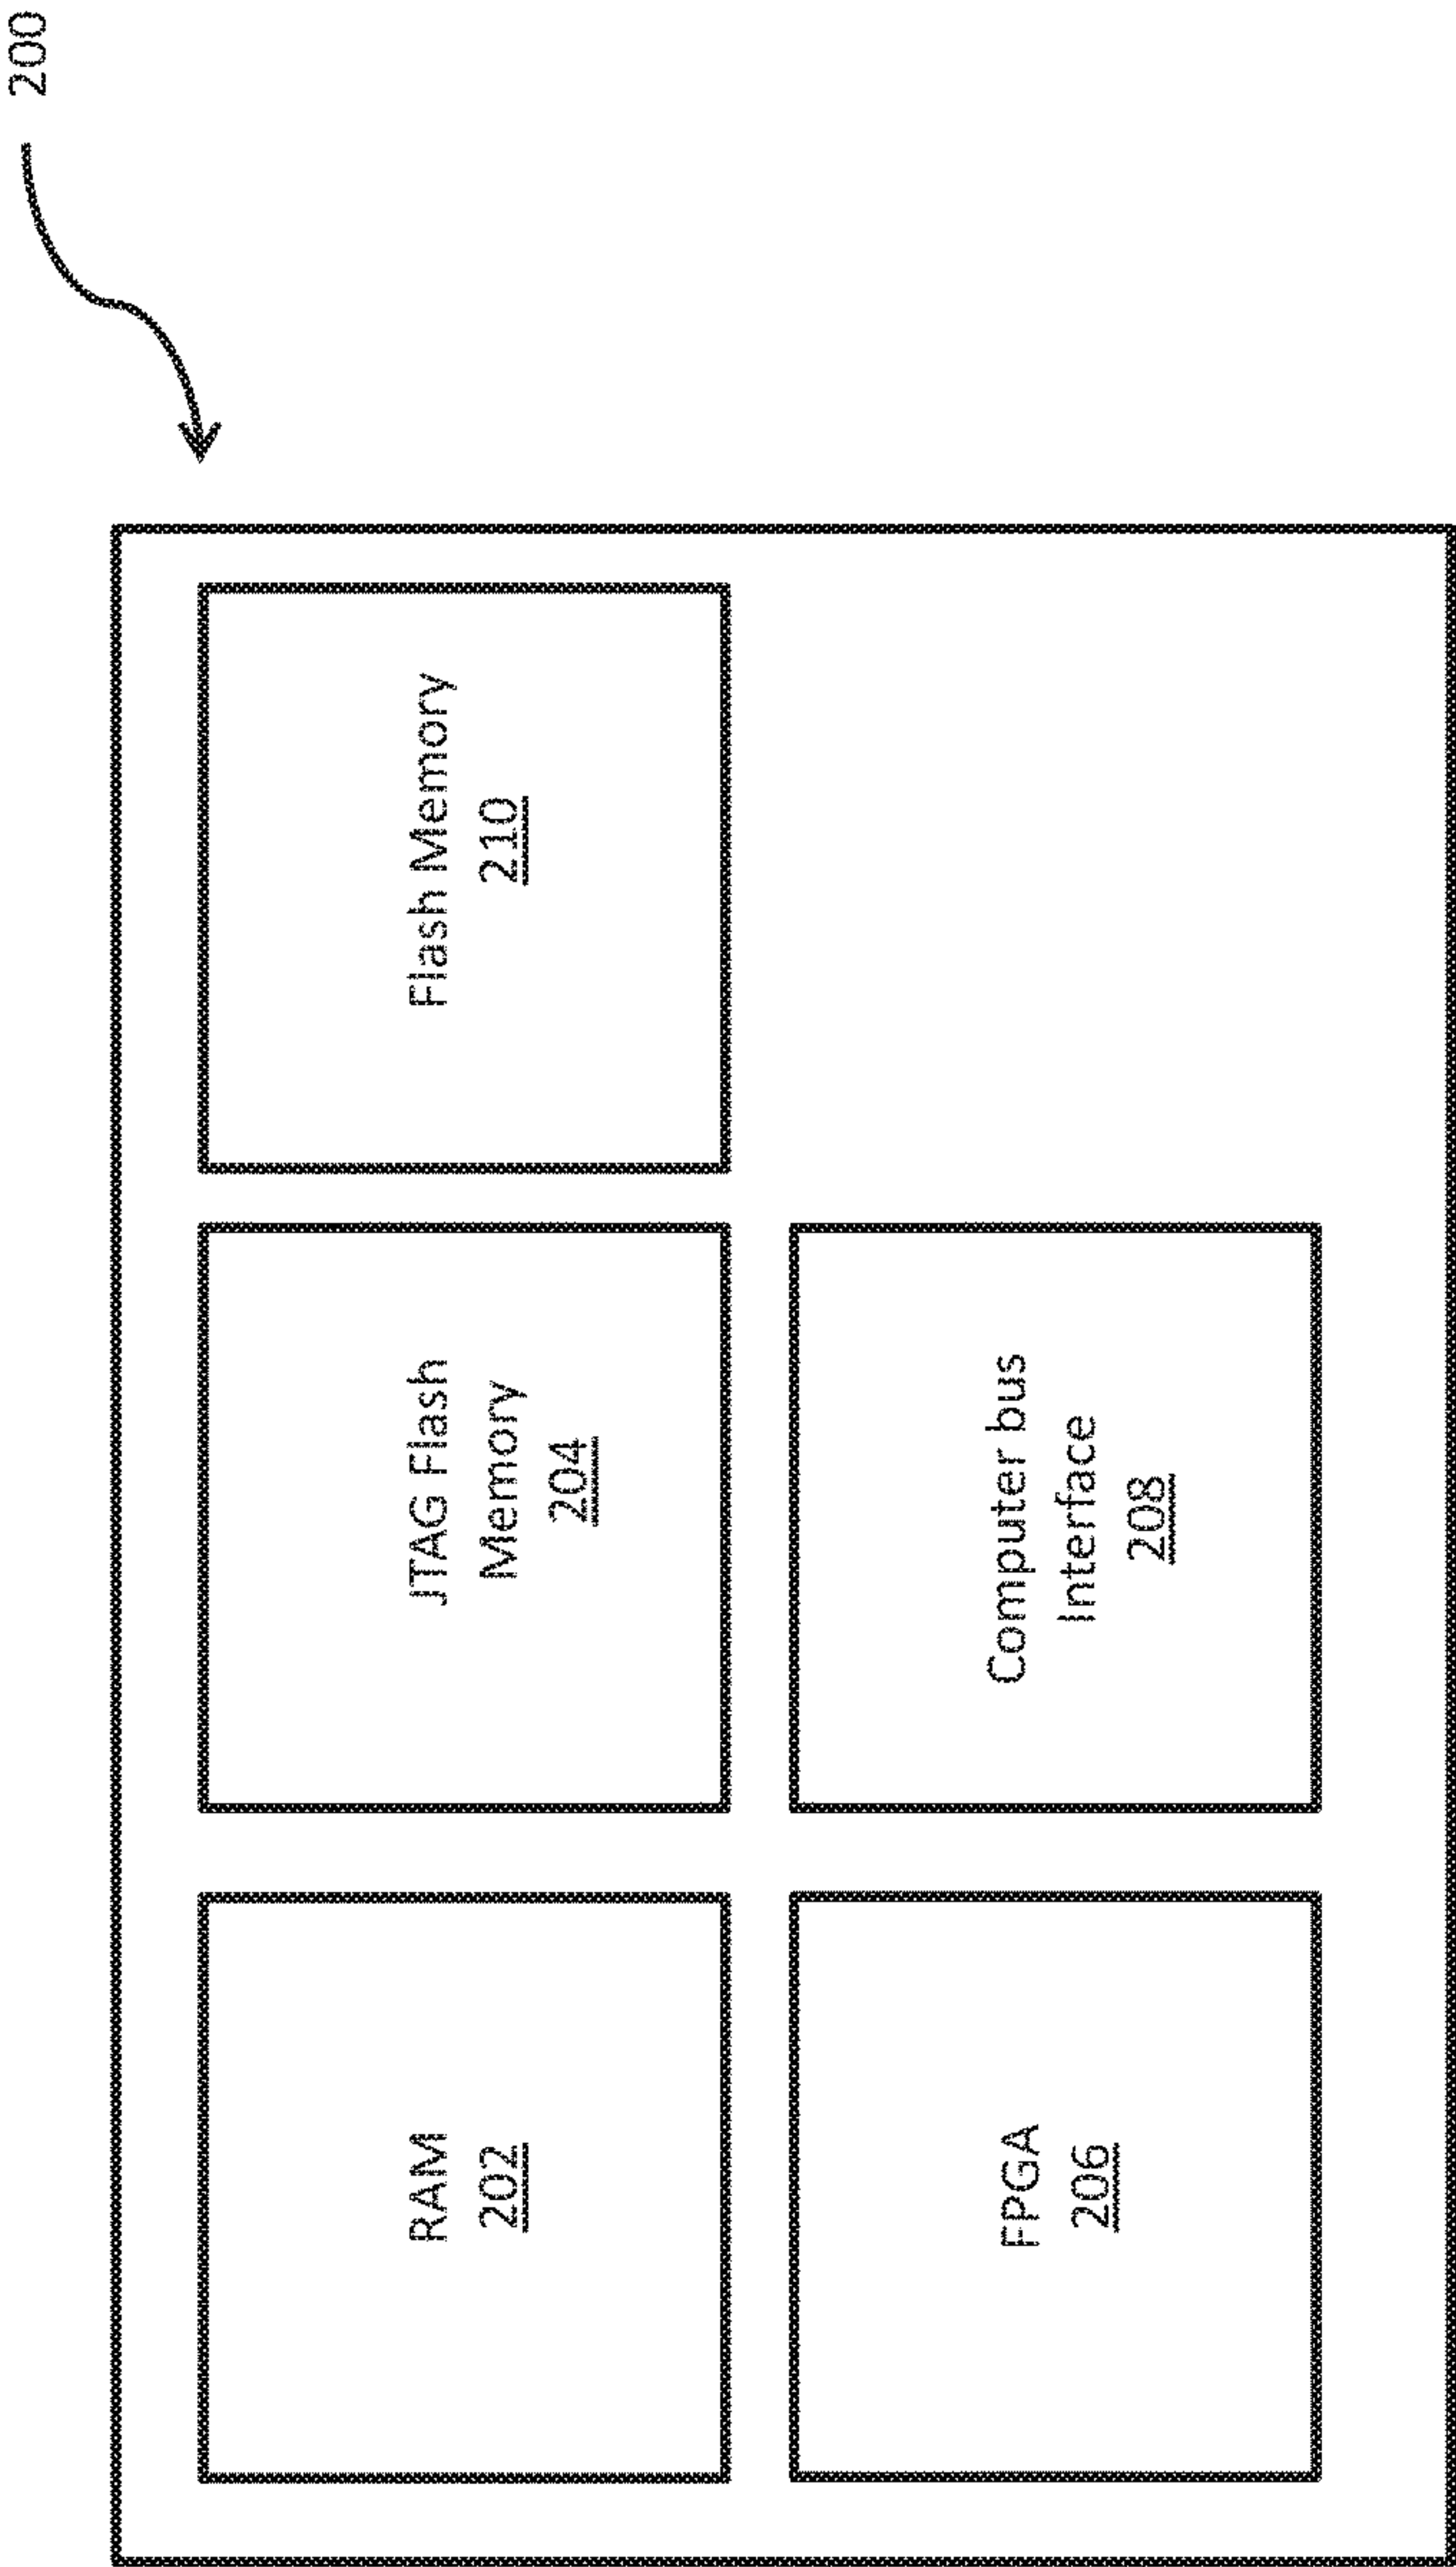 200
RAM
202
JTAG Flash
Memory
204
Flash Memory
210
FPGA
206
Computer bus
Interface
208